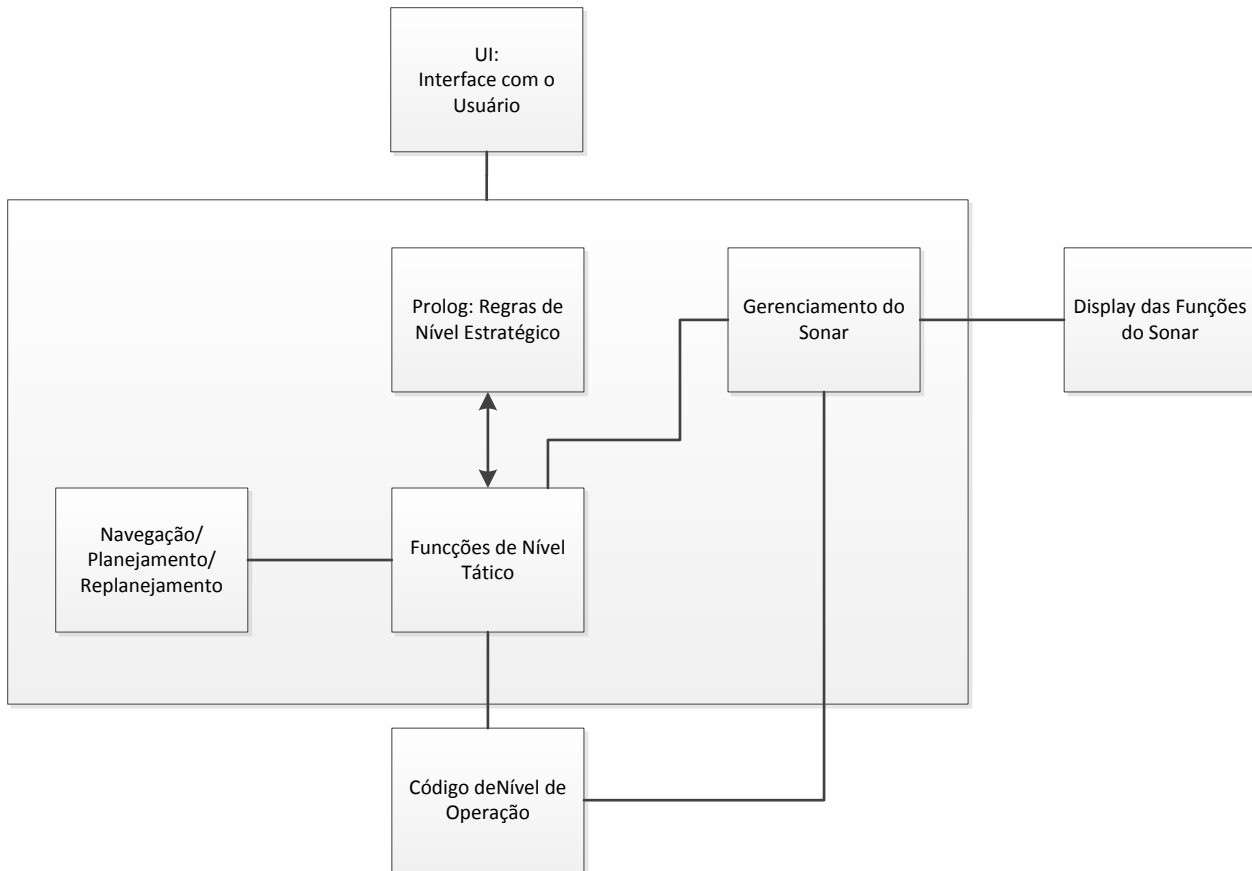 UI:
Interface com o
Usuário
Prolog: Regras de
Nível Estratégico
Gerenciamento do
Sonar
Display das Funções
do Sonar
Navegação/
Planejamento/
Replanejamento
Funcções de Nível
Tático
Código deNível de
Operação